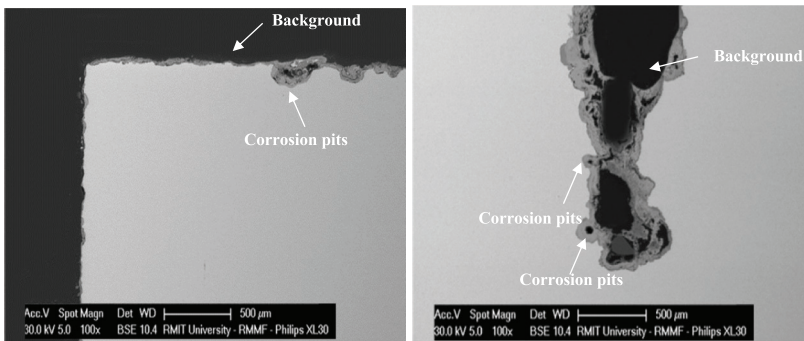 Background
Corrosion pits
Acc.V Spot Magn Det WD 500 μm
30.0 kV 5.0 100x BSE 10.4 RMIT University - RMMF - Philips XL30
Background
Corrosion pits
Corrosion pits
Acc.V Spot Magn Det WD 500 μm
30.0 kV 5.0 100x BSE 10.4 RMIT University - RMMF - Philips XL30